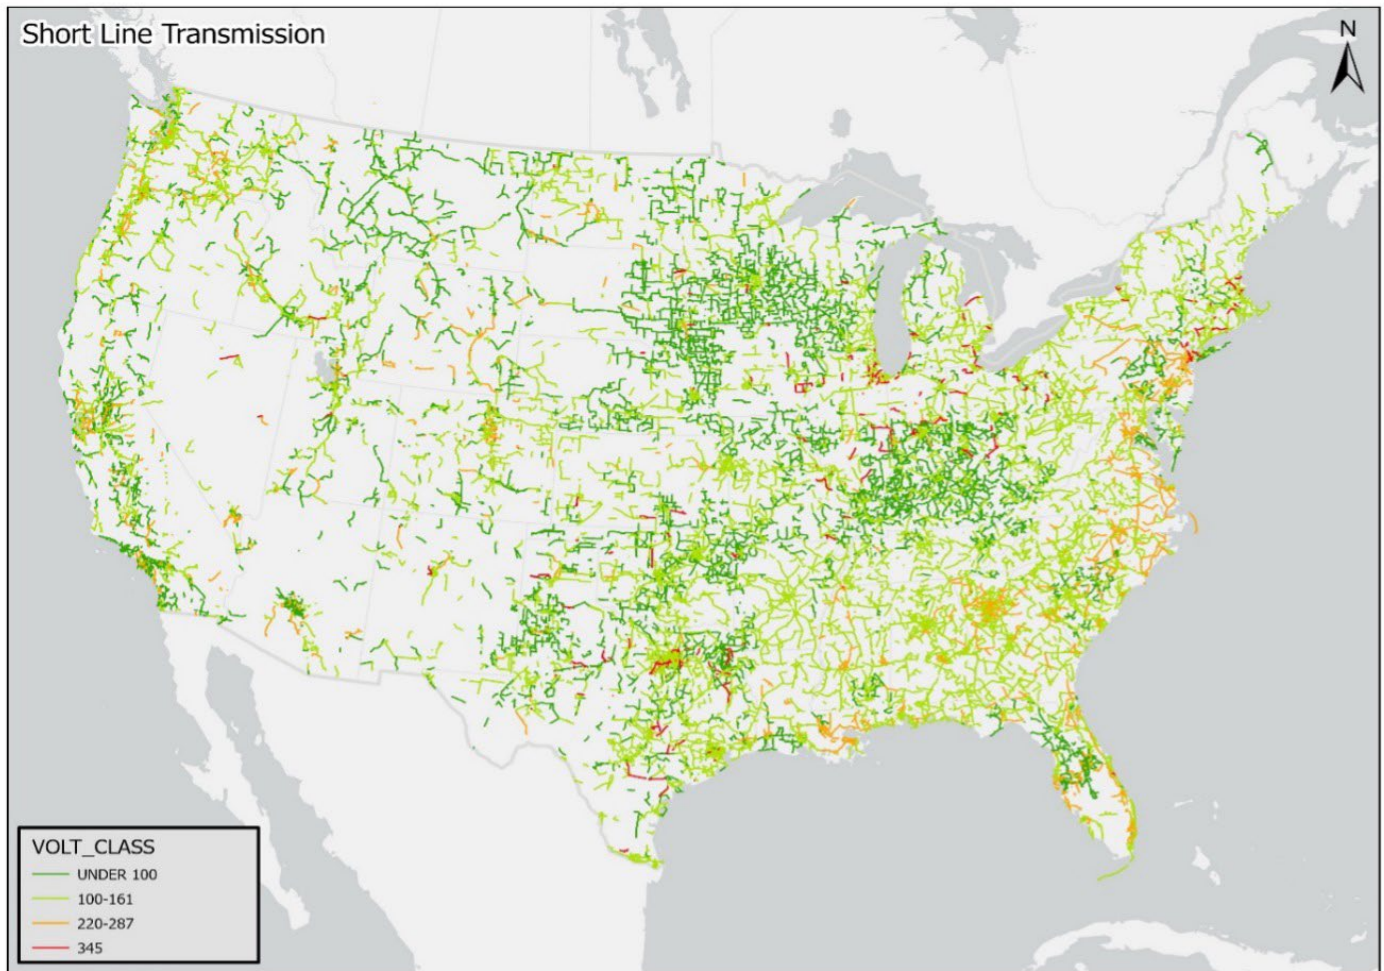 Short Line Transmission
N
VOLT_CLASS
UNDER 100
100-161
220-287
345